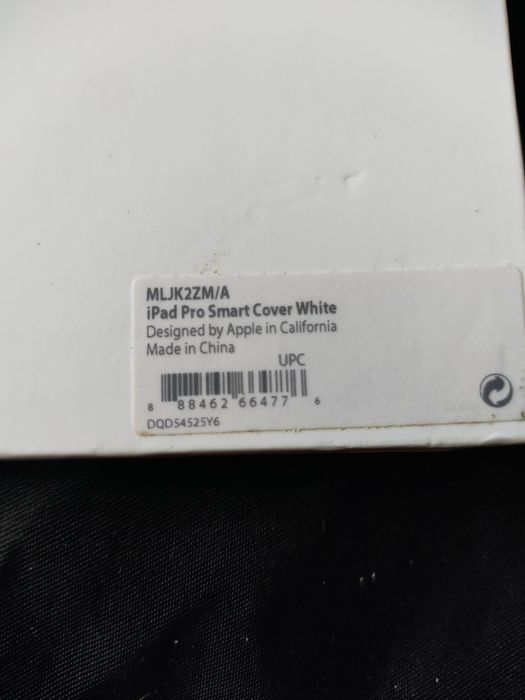 MLJK2ZM/A
iPad Pro Smart Cover White
Designed by Apple in California
Made in China
UPC
8 88462 66477 6
DQD54525Y6